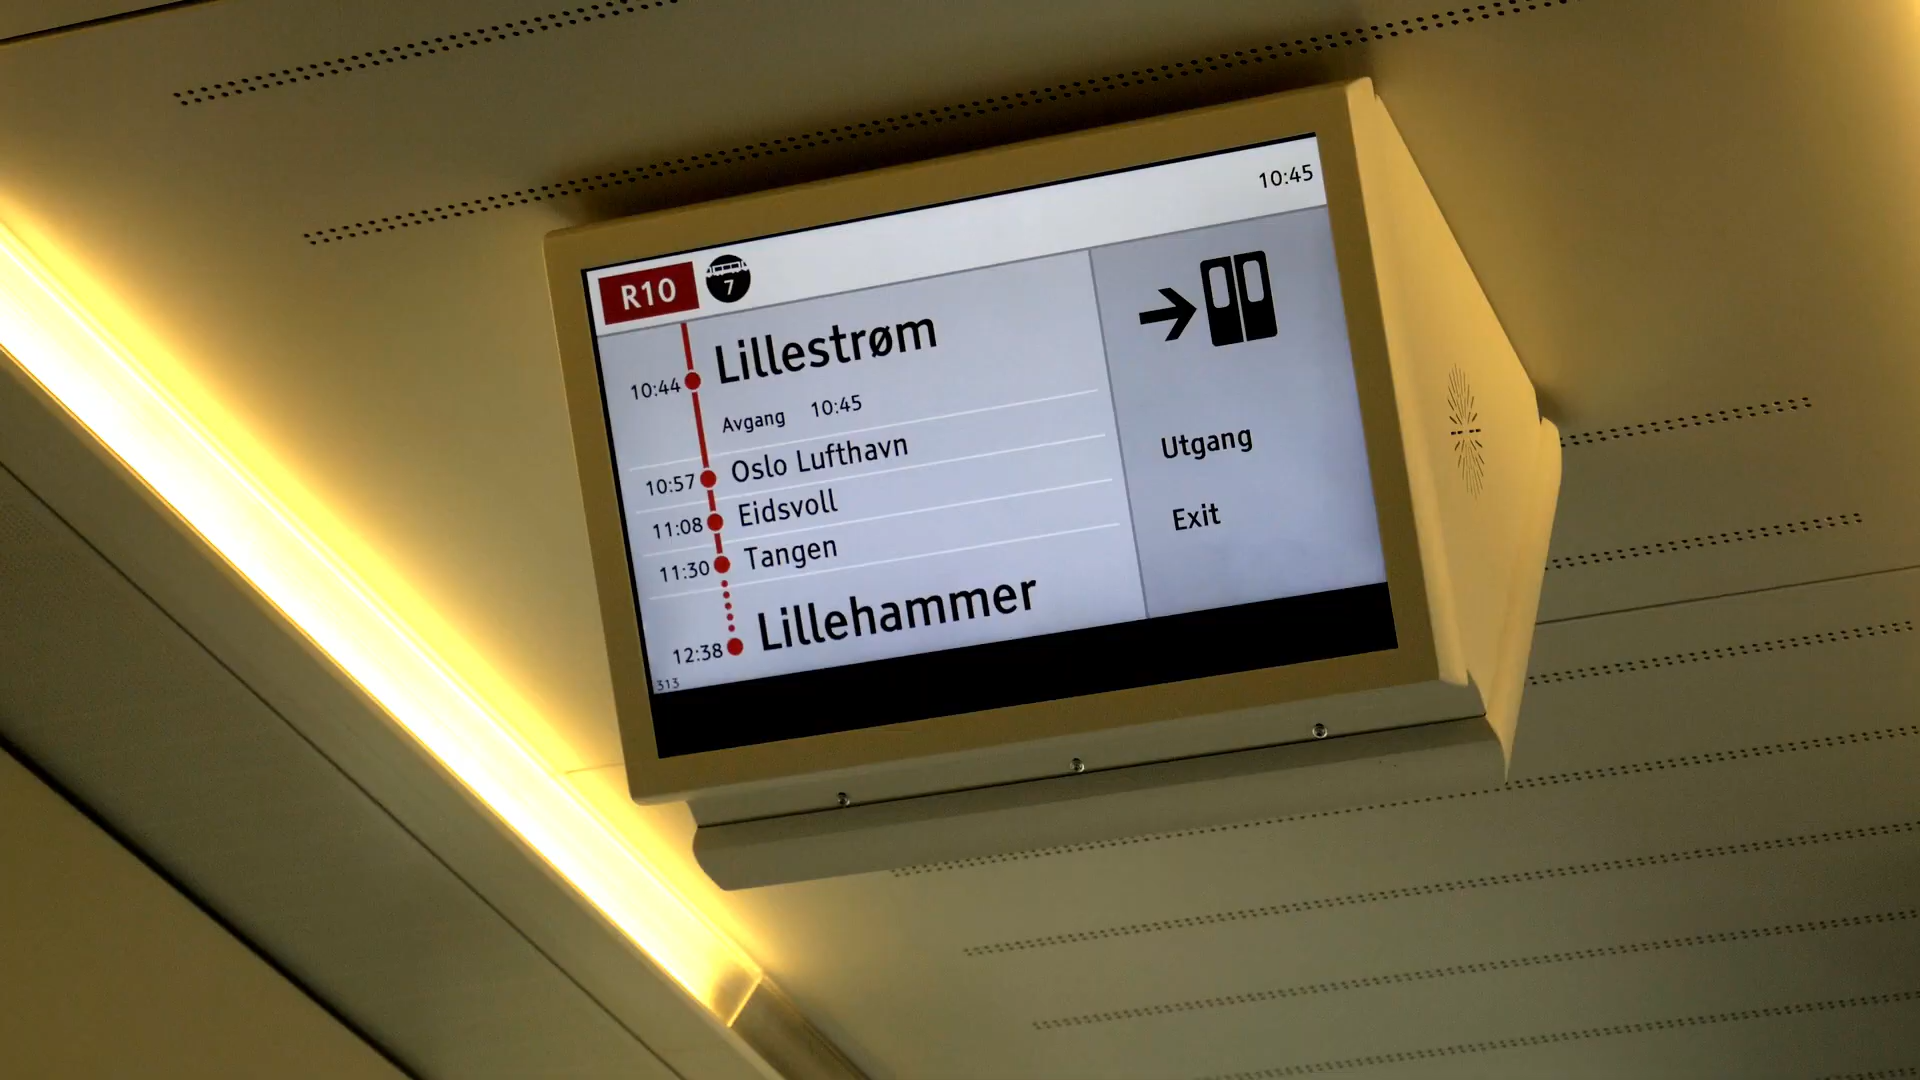 10:45
R10 7
10:44 Lillestrøm
Avgang 10:45
10:57 Oslo Lufthavn
11:08 Eidsvoll
11:30 Tangen
12:38 Lillehammer
313
Utgang
Exit